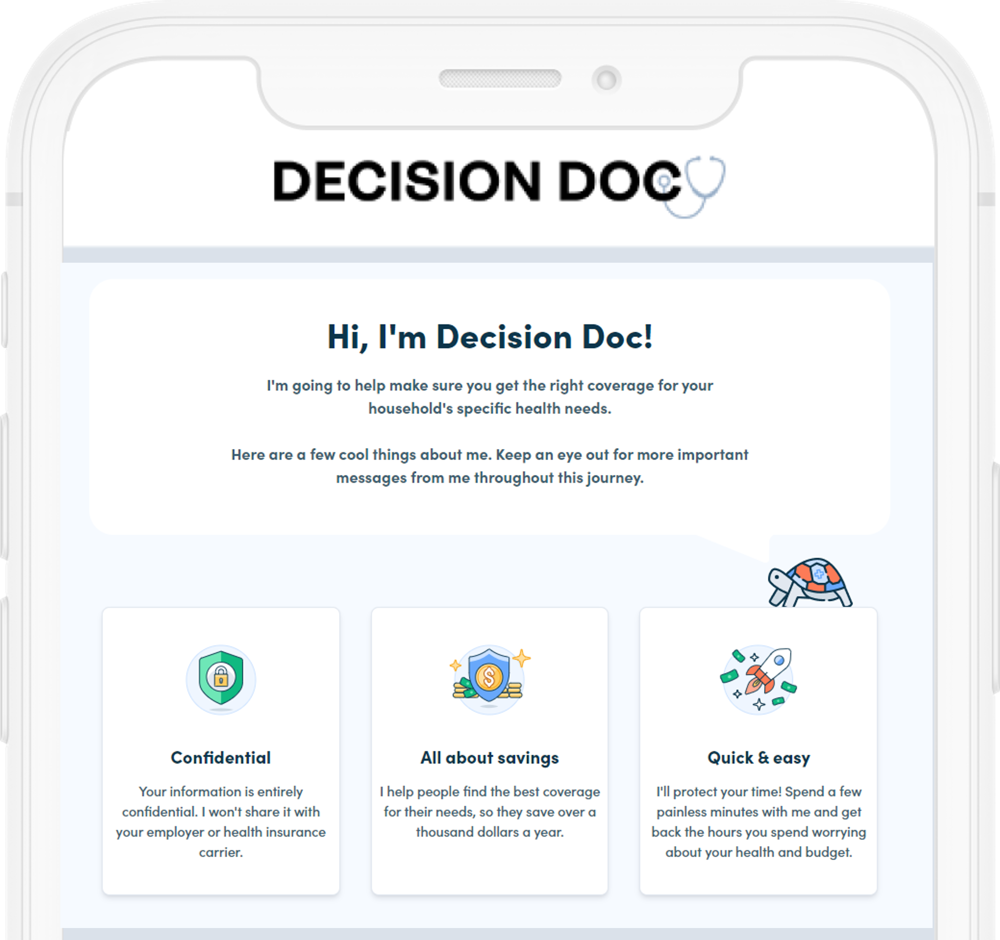 DECISION DOC
Hi, I'm Decision Doc!
I'm going to help make sure you get the right coverage for your
household's specific health needs.
Here are a few cool things about me. Keep an eye out for more important
messages from me throughout this journey.
Confidential
Your information is entirely
confidential. I won't share it with
your employer or health insurance
carrier.
All about savings
I help people find the best coverage
for their needs, so they save over a
thousand dollars a year.
Quick & easy
I'll protect your time! Spend a few
painless minutes with me and get
back the hours you spend worrying
about your health and budget.